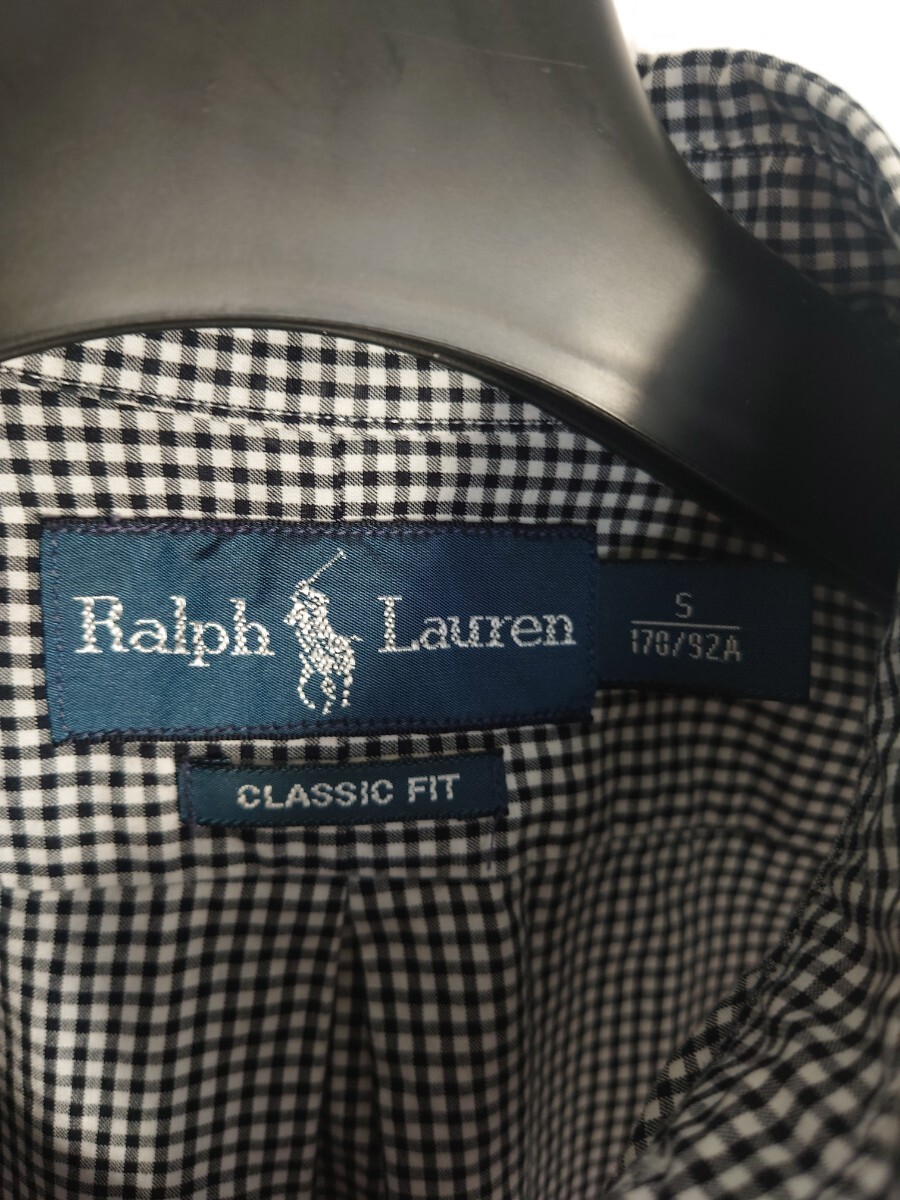 Ralph Lauren
S
170/92A
CLASSIC FIT